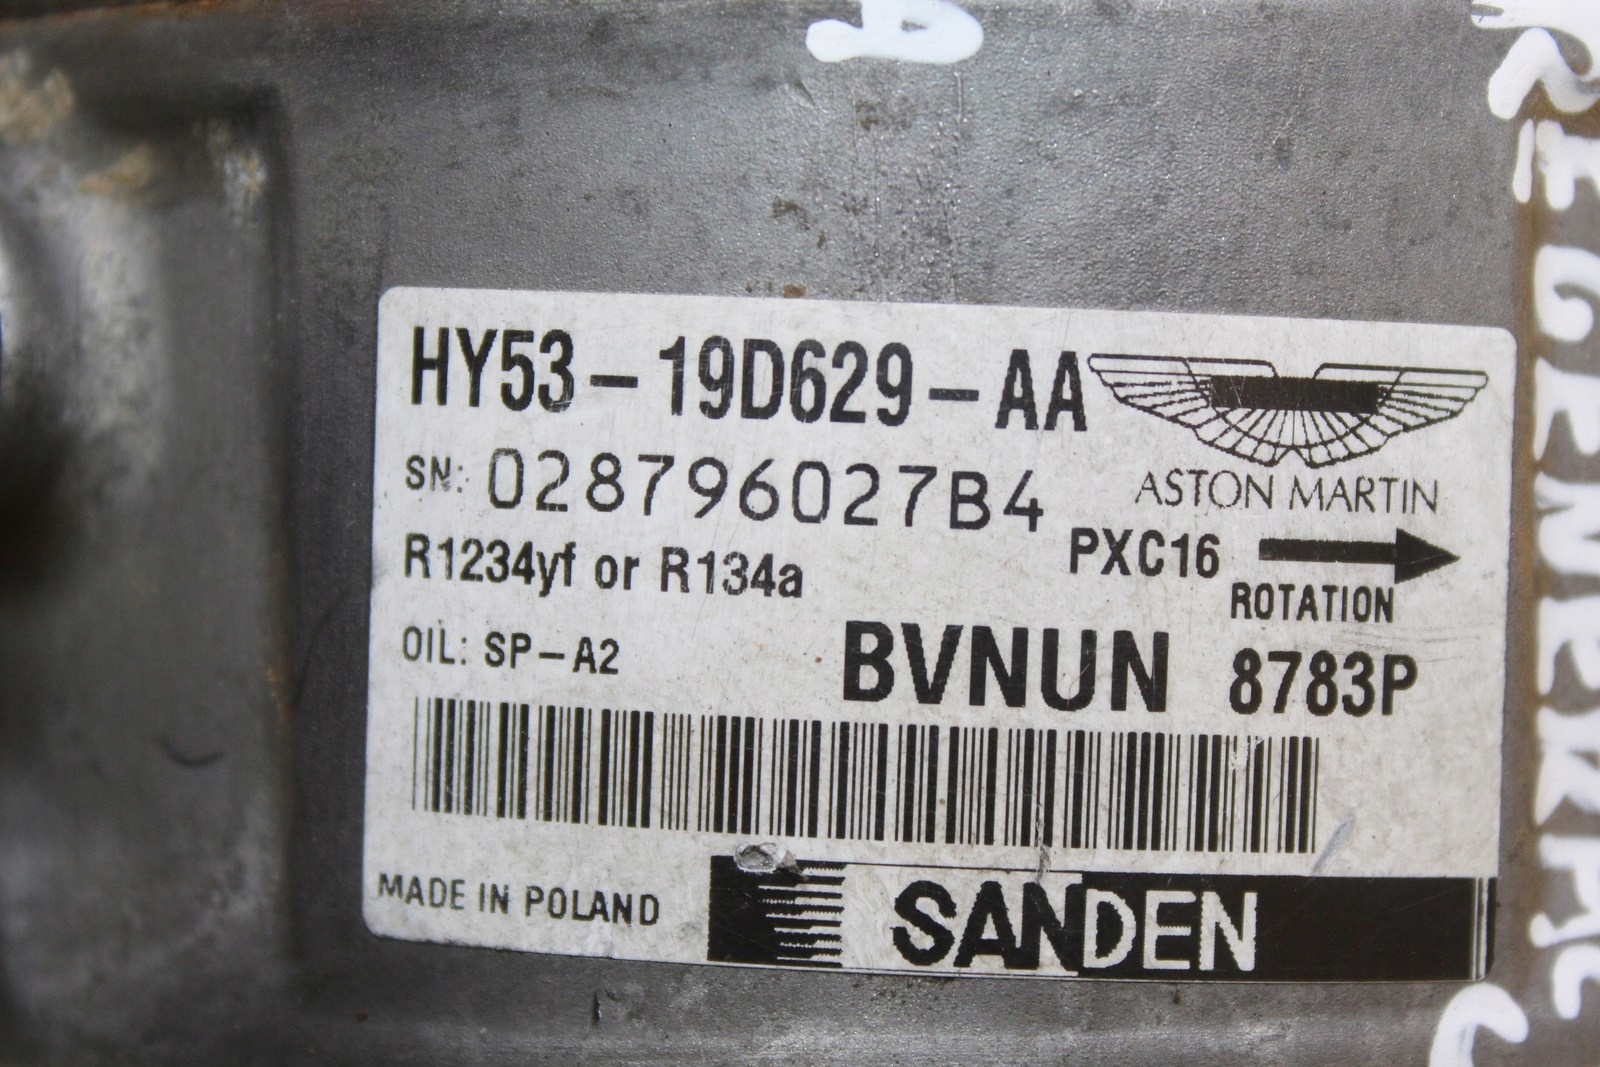 HY53-19D629-AA
SN: 028796027B4
ASTON MARTIN
R1234yf or R134a
PXC16
ROTATION
OIL: SP-A2
BVNUN 8783P
MADE IN POLAND
SANDEN